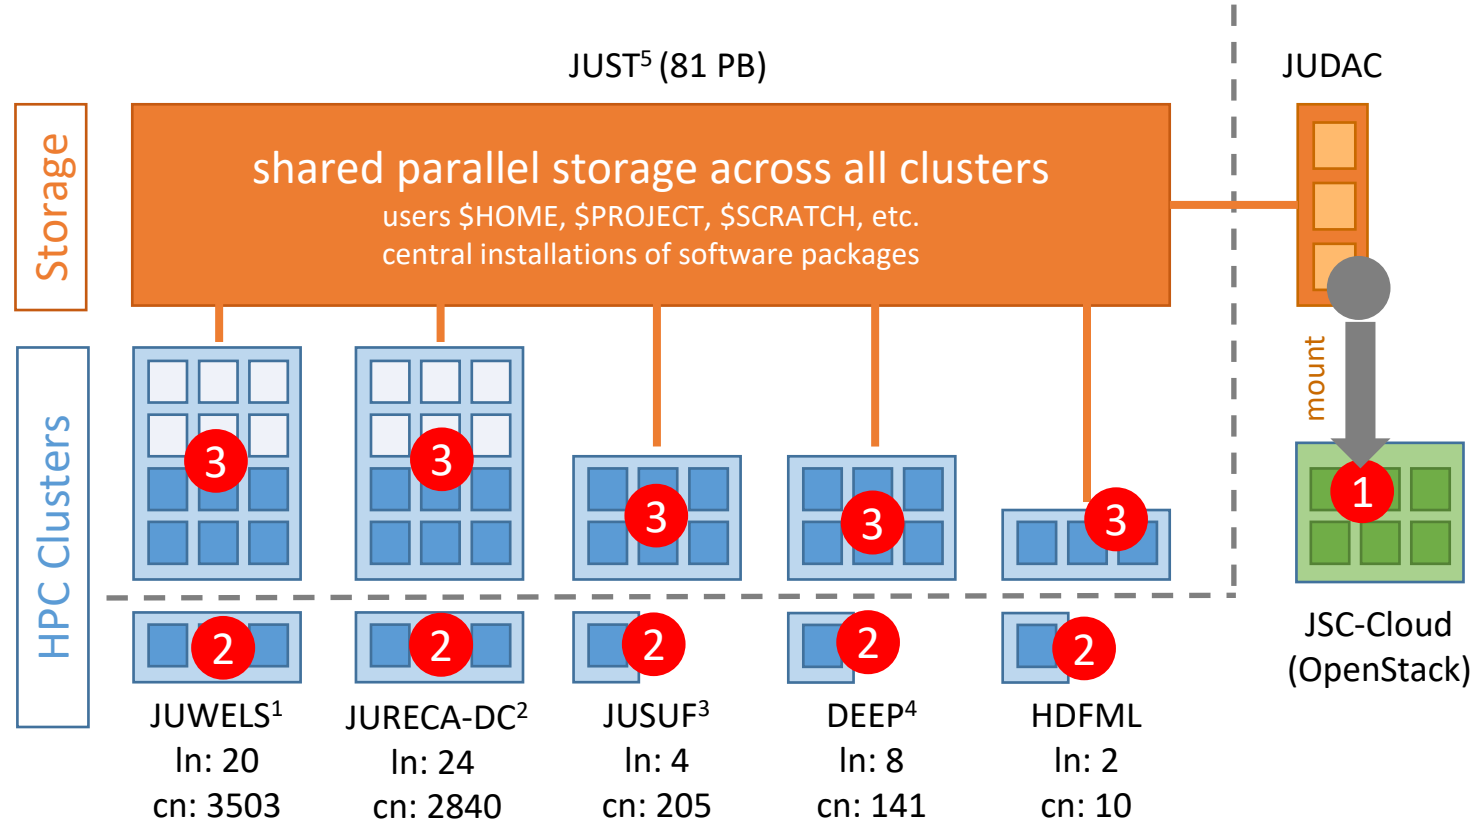 JUST⁵ (81 PB)
JUDAC
Storage
shared parallel storage across all clusters
users $HOME, $PROJECT, $SCRATCH, etc.
central installations of software packages
mount
HPC Clusters
3
3
3
3
3
1
2
2
2
2
2
JUWELS¹
ln: 20
cn: 3503
JURECA-DC²
ln: 24
cn: 2840
JUSUF³
ln: 4
cn: 205
DEEP⁴
ln: 8
cn: 141
HDFML
ln: 2
cn: 10
JSC-Cloud
(OpenStack)